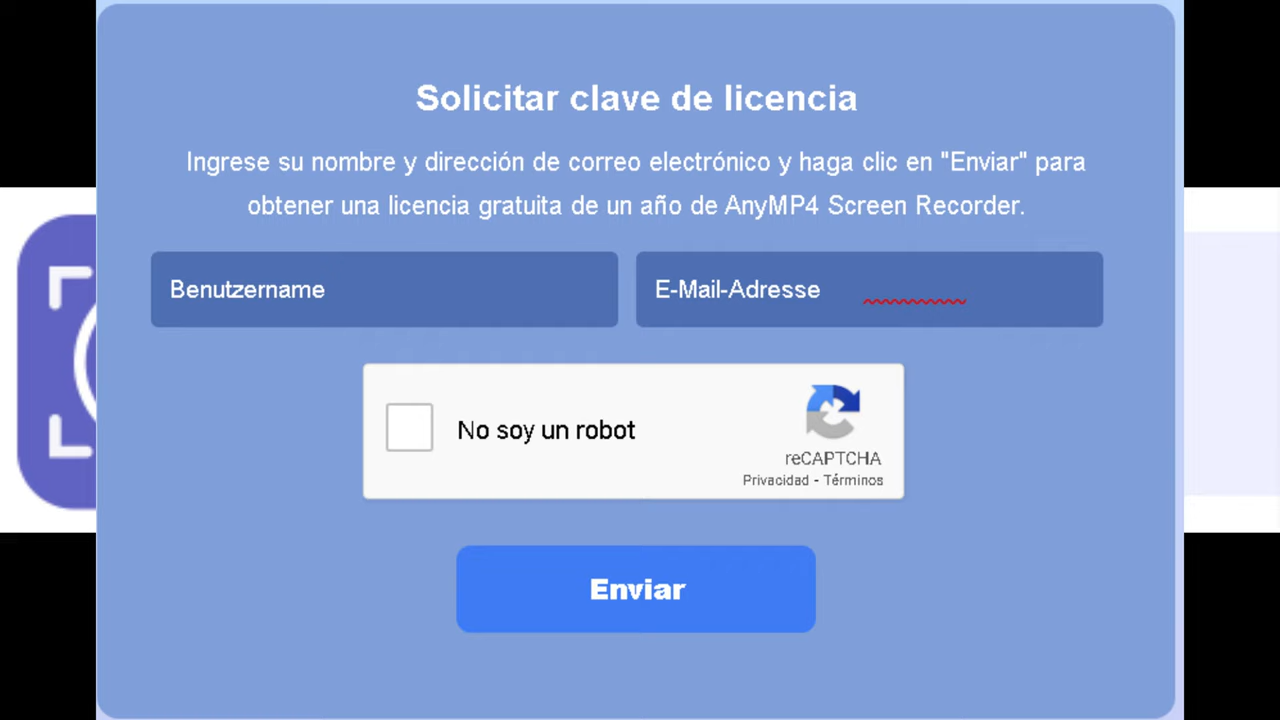 Solicitar clave de licencia
Ingrese su nombre y dirección de correo electrónico y haga clic en "Enviar" para
obtener una licencia gratuita de un año de AnyMP4 Screen Recorder.
Benutzername
E-Mail-Adresse
No soy un robot
reCAPTCHA
Privacidad - Términos
Enviar